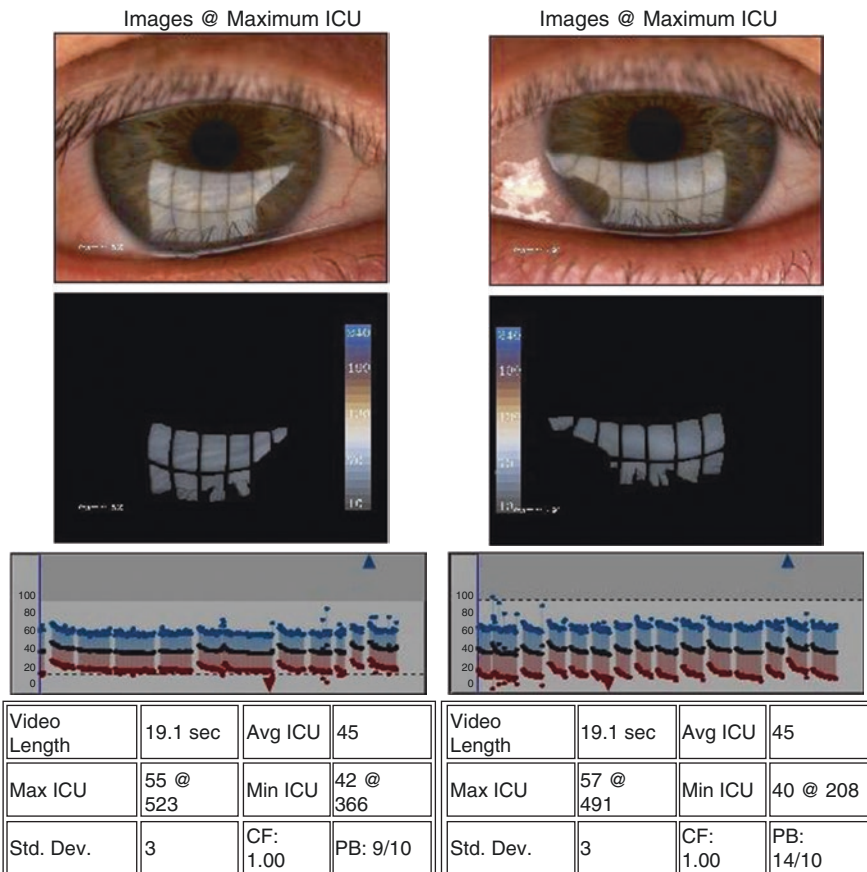 Images @ Maximum ICU
Images @ Maximum ICU
240
10
240
100
80
60
40
20
0
100
80
60
40
20
0
Video Length
19.1 sec
Avg ICU
45
Max ICU
55 @ 523
Min ICU
42 @ 366
Std. Dev.
3
CF: 1.00
PB: 9/10
Video Length
19.1 sec
Avg ICU
45
Max ICU
57 @ 491
Min ICU
40 @ 208
Std. Dev.
3
CF: 1.00
PB: 14/10